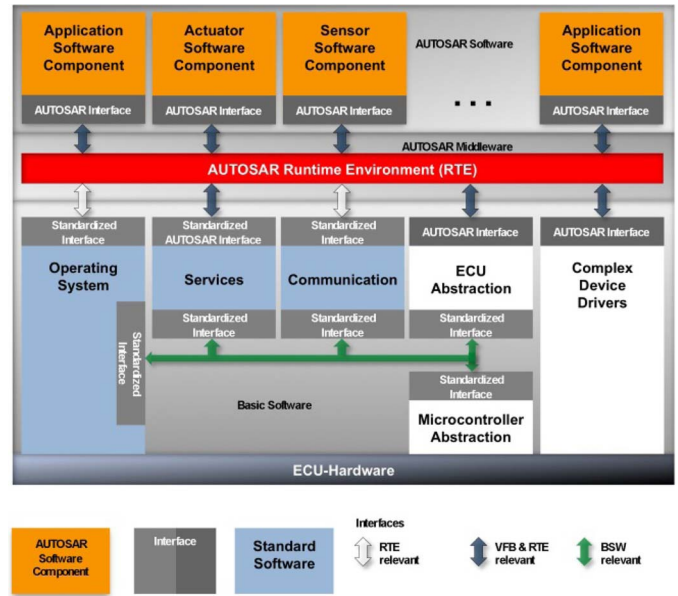 Application
Software
Component
Actuator
Software
Component
Sensor
Software
Component
AUTOSAR Software
Application
Software
Component
AUTOSAR Interface
AUTOSAR Interface
AUTOSAR Interface
...
AUTOSAR Interface
AUTOSAR Middleware
AUTOSAR Runtime Environment (RTE)
Standardized
Interface
Standardized
AUTOSAR Interface
Standardized
Interface
AUTOSAR Interface
AUTOSAR Interface
Operating
System
Services
Communication
ECU
Abstraction
Complex
Device
Drivers
Standardized
Interface
Standardized
Interface
Standardized
Interface
Standardized
Interface
Standardized
Interface
Basic Software
Microcontroller
Abstraction
ECU-Hardware
AUTOSAR
Software
Component
Interface
Standard
Software
Interfaces
RTE
relevant
VFB & RTE
relevant
BSW
relevant